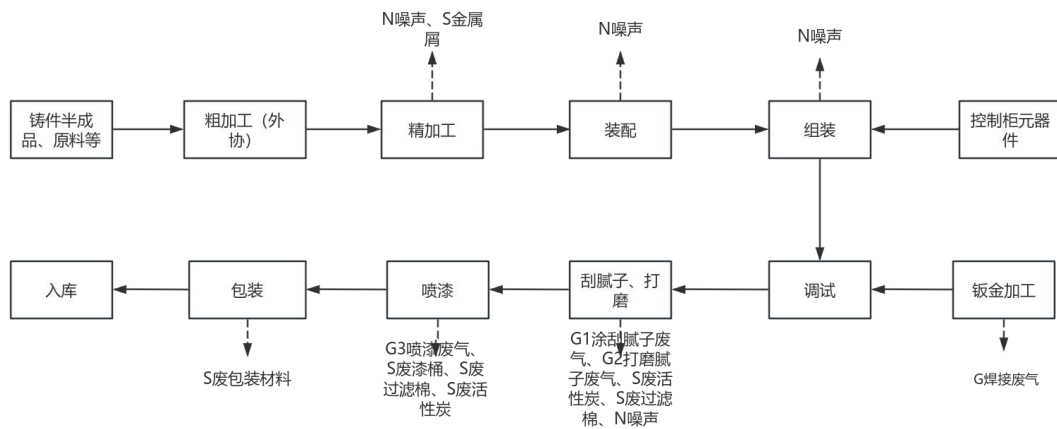 N噪声、S金属
屑
N噪声
N噪声
铸件半成
品、原料等
粗加工（外
协）
精加工
装配
组装
控制柜元器
件
入库
包装
喷漆
刮腻子、打
磨
调试
钣金加工
S废包装材料
G3喷漆废气、
S废漆桶、S废
过滤棉、S废活
性炭
G1涂刮腻子废
气、G2打磨腻
子废气、S废活
性炭、S废过滤
棉、N噪声
G焊接废气